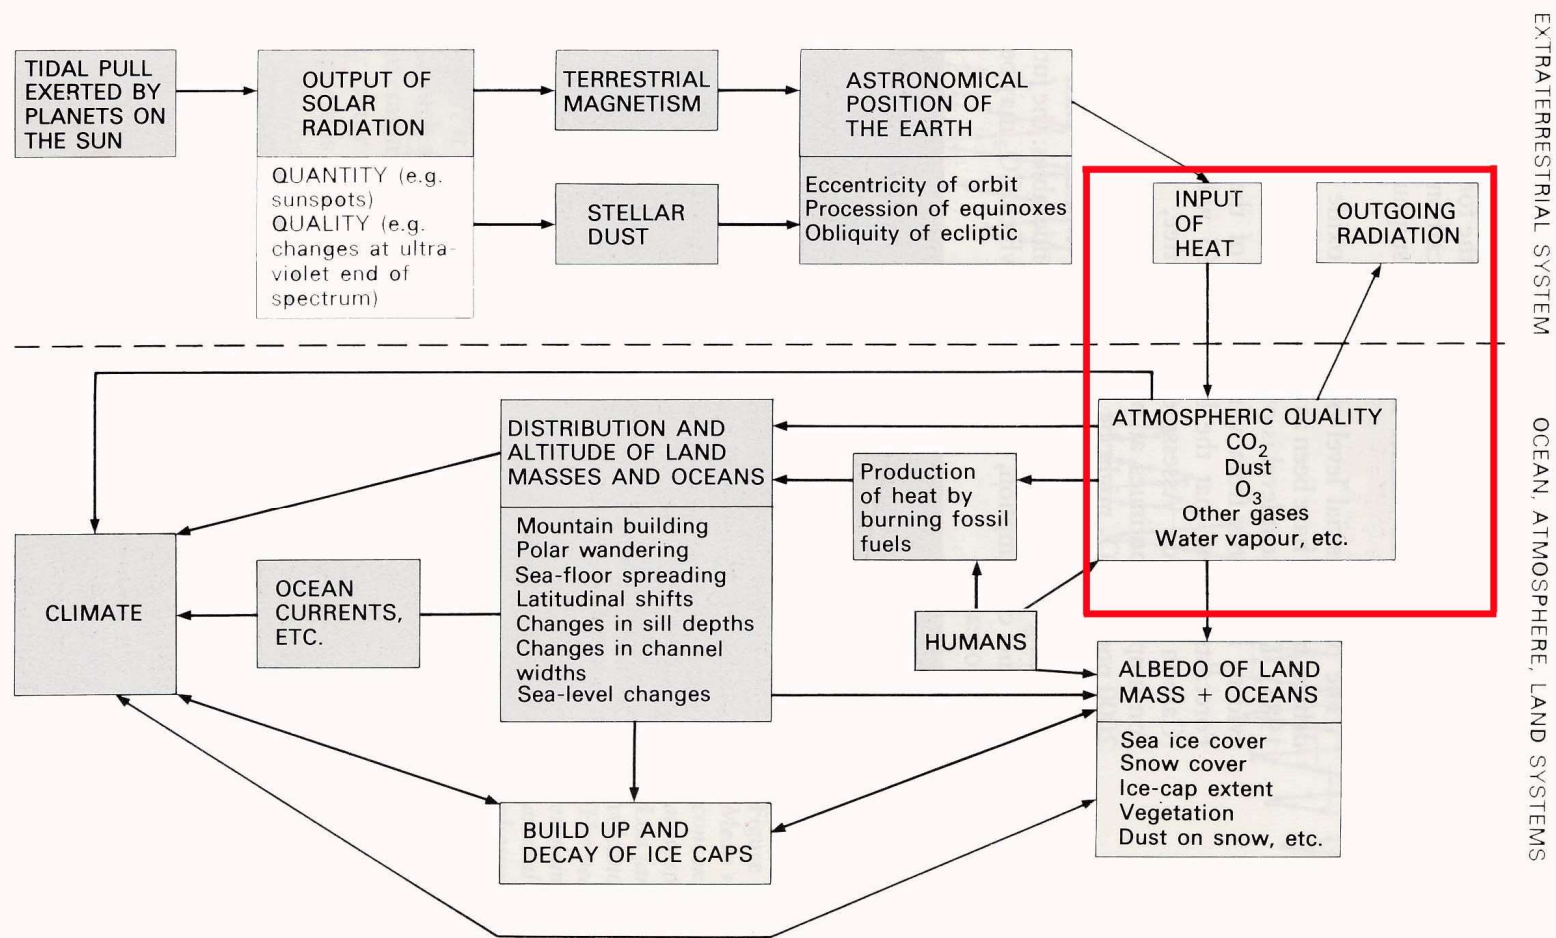 TIDAL PULL
EXERTED BY
PLANETS ON
THE SUN
OUTPUT OF
SOLAR
RADIATION
QUANTITY (e.g.
sunspots)
QUALITY (e.g.
changes at ultra-
violet end of
spectrum)
TERRESTRIAL
MAGNETISM
STELLAR
DUST
ASTRONOMICAL
POSITION OF
THE EARTH
Eccentricity of orbit
Procession of equinoxes
Obliquity of ecliptic
INPUT
OF
HEAT
OUTGOING
RADIATION
EXTRATERRESTRIAL SYSTEM
DISTRIBUTION AND
ALTITUDE OF LAND
MASSES AND OCEANS
Mountain building
Polar wandering
Sea-floor spreading
Latitudinal shifts
Changes in sill depths
Changes in channel
widths
Sea-level changes
Production
of heat by
burning fossil
fuels
ATMOSPHERIC QUALITY
CO₂
Dust
O₃
Other gases
Water vapour, etc.
CLIMATE
OCEAN
CURRENTS,
ETC.
HUMANS
ALBEDO OF LAND
MASS + OCEANS
Sea ice cover
Snow cover
Ice-cap extent
Vegetation
Dust on snow, etc.
BUILD UP AND
DECAY OF ICE CAPS
OCEAN, ATMOSPHERE, LAND SYSTEMS